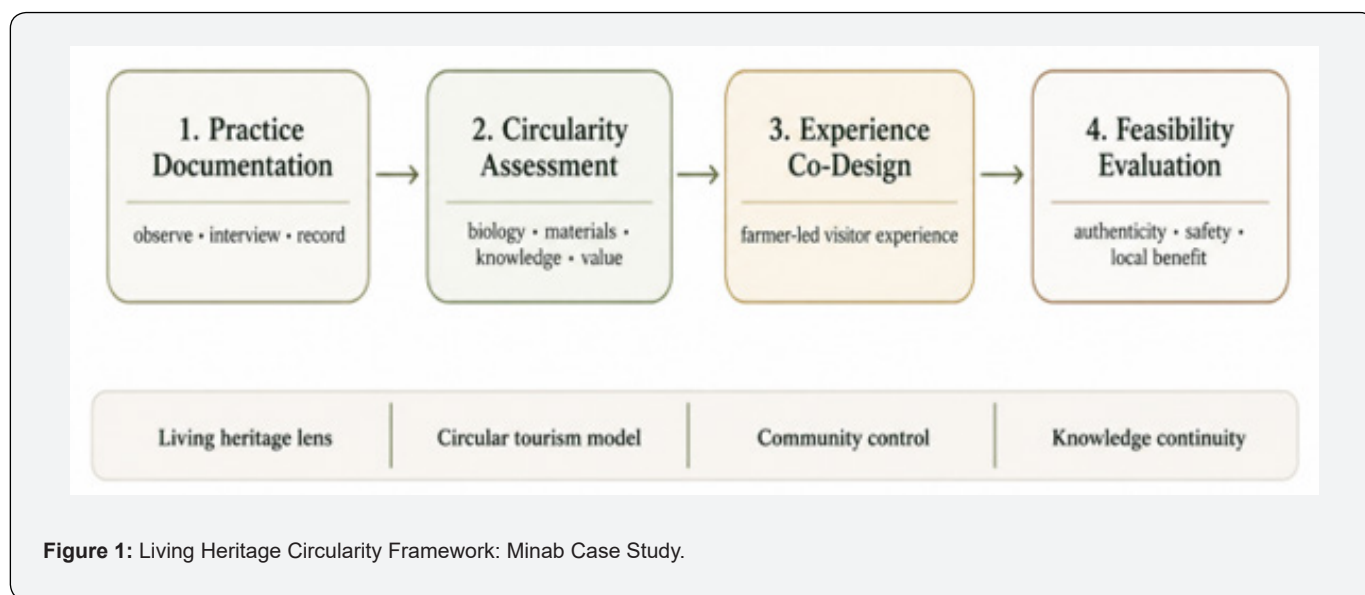 1. Practice
Documentation
observe • interview • record
2. Circularity
Assessment
biology • materials •
knowledge • value
3. Experience
Co-Design
farmer-led visitor experience
4. Feasibility
Evaluation
authenticity • safety •
local benefit
Living heritage lens
Circular tourism model
Community control
Knowledge continuity
Figure 1: Living Heritage Circularity Framework: Minab Case Study.